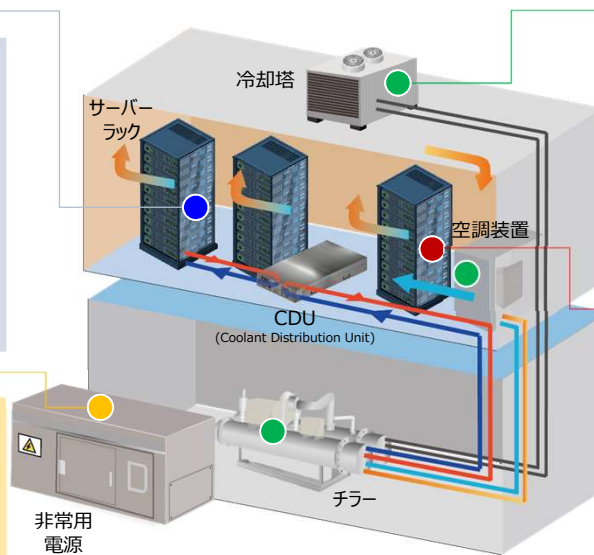 冷却塔
サーバー
ラック
空調装置
CDU
(Coolant Distribution Unit)
チラー
非常用
電源